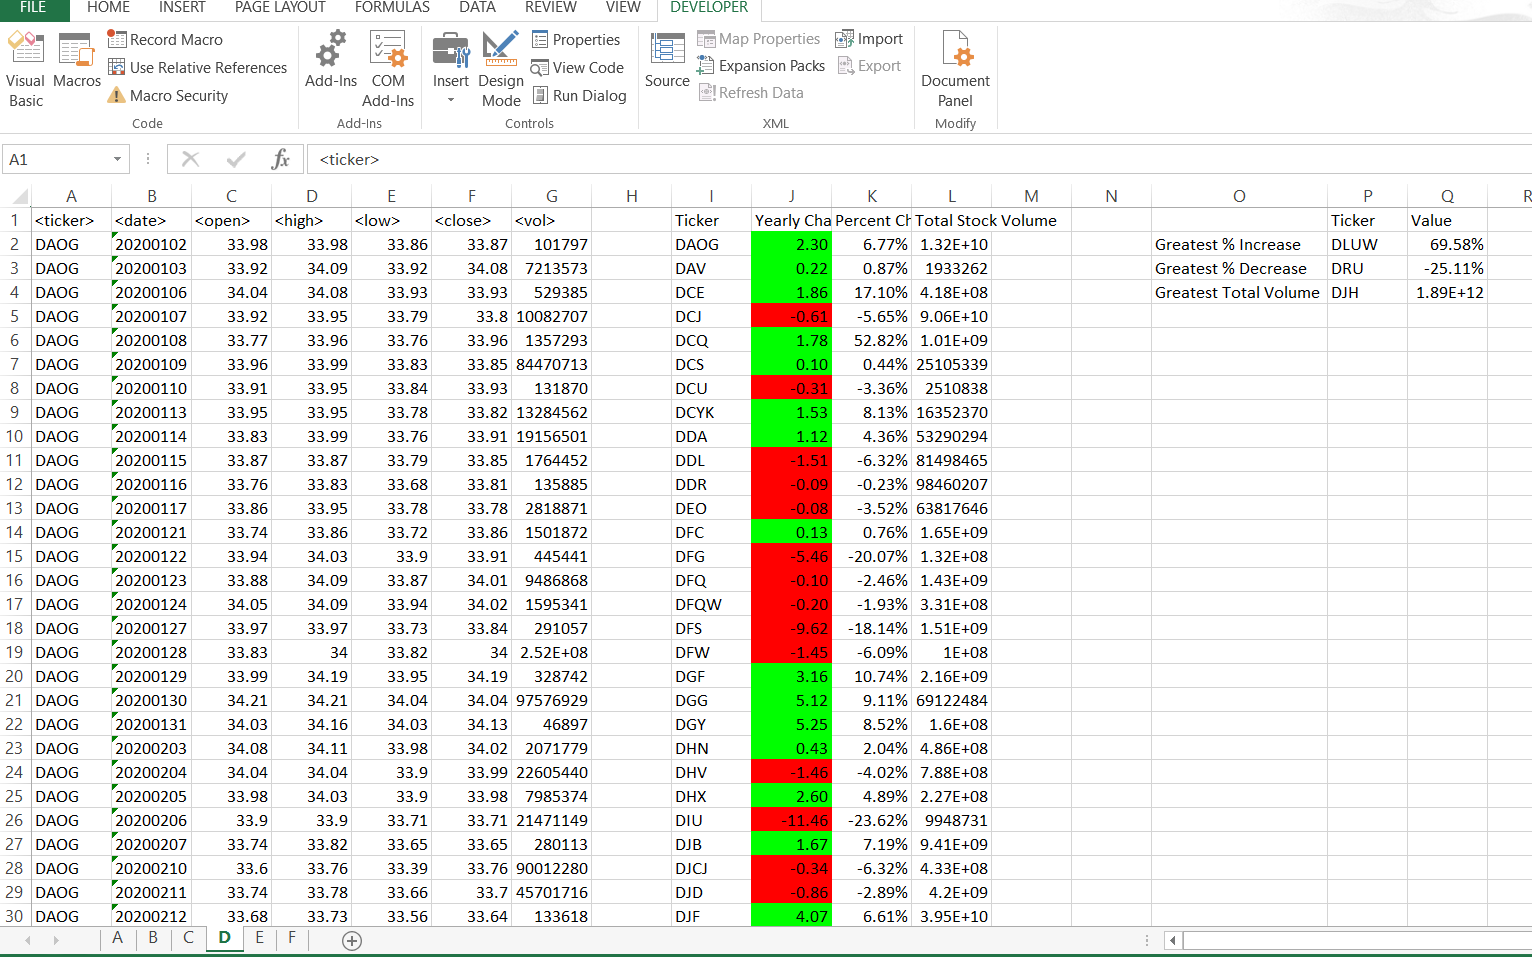 FILE HOME INSERT PAGE LAYOUT FORMULAS DATA REVIEW VIEW DEVELOPER
Visual Basic
Macros
Record Macro
Use Relative References
Macro Security
Code
Add-Ins
COM Add-Ins
Add-Ins
Insert
Design Mode
Properties
View Code
Run Dialog
Controls
Source
Map Properties
Expansion Packs
Refresh Data
Import
Export
XML
Document Panel
Modify
A1 fx <ticker>
A B C D E F G H I J K L M N O P Q R
1 <ticker> <date> <open> <high> <low> <close> <vol> Ticker Yearly Cha Percent Ch Total Stock Volume Ticker Value
2 DAOG 20200102 33.98 33.98 33.86 33.87 101797 DAOG 2.30 6.77% 1.32E+10 Greatest % Increase DLUW 69.58%
3 DAOG 20200103 33.92 34.09 33.92 34.08 7213573 DAV 0.22 0.87% 1933262 Greatest % Decrease DRU -25.11%
4 DAOG 20200106 34.04 34.08 33.93 33.93 529385 DCE 1.86 17.10% 4.18E+08 Greatest Total Volume DJH 1.89E+12
5 DAOG 20200107 33.92 33.95 33.79 33.8 10082707 DCJ -0.61 -5.65% 9.06E+10
6 DAOG 20200108 33.77 33.96 33.76 33.96 1357293 DCQ 1.78 52.82% 1.01E+09
7 DAOG 20200109 33.96 33.99 33.83 33.85 84470713 DCS 0.10 0.44% 25105339
8 DAOG 20200110 33.91 33.95 33.84 33.93 131870 DCU -0.31 -3.36% 2510838
9 DAOG 20200113 33.95 33.95 33.78 33.82 13284562 DCYK 1.53 8.13% 16352370
10 DAOG 20200114 33.83 33.99 33.76 33.91 19156501 DDA 1.12 4.36% 53290294
11 DAOG 20200115 33.87 33.87 33.79 33.85 1764452 DDL -1.51 -6.32% 81498465
12 DAOG 20200116 33.76 33.83 33.68 33.81 135885 DDR -0.09 -0.23% 98460207
13 DAOG 20200117 33.86 33.95 33.78 33.78 2818871 DEO -0.08 -3.52% 63817646
14 DAOG 20200121 33.74 33.86 33.72 33.86 1501872 DFC 0.13 0.76% 1.65E+09
15 DAOG 20200122 33.94 34.03 33.9 33.91 445441 DFG -5.46 -20.07% 1.32E+08
16 DAOG 20200123 33.88 34.09 33.87 34.01 9486868 DFQ -0.10 -2.46% 1.43E+09
17 DAOG 20200124 34.05 34.09 33.94 34.02 1595341 DFQW -0.20 -1.93% 3.31E+08
18 DAOG 20200127 33.97 33.97 33.73 33.84 291057 DFS -9.62 -18.14% 1.51E+09
19 DAOG 20200128 33.83 34 33.82 34 2.52E+08 DFW -1.45 -6.09% 1E+08
20 DAOG 20200129 33.99 34.19 33.95 34.19 328742 DGF 3.16 10.74% 2.16E+09
21 DAOG 20200130 34.21 34.21 34.04 34.04 97576929 DGG 5.12 9.11% 69122484
22 DAOG 20200131 34.03 34.16 34.03 34.13 46897 DGY 5.25 8.52% 1.6E+08
23 DAOG 20200203 34.08 34.11 33.98 34.02 2071779 DHN 0.43 2.04% 4.86E+08
24 DAOG 20200204 34.04 34.04 33.9 33.99 22605440 DHV -1.46 -4.02% 7.88E+08
25 DAOG 20200205 33.98 34.03 33.9 33.98 7985374 DHX 2.60 4.89% 2.27E+08
26 DAOG 20200206 33.9 33.9 33.71 33.71 21471149 DIU -11.46 -23.62% 9948731
27 DAOG 20200207 33.74 33.82 33.65 33.65 280113 DJB 1.67 7.19% 9.41E+09
28 DAOG 20200210 33.6 33.76 33.39 33.76 90012280 DJCJ -0.34 -6.32% 4.33E+08
29 DAOG 20200211 33.74 33.78 33.66 33.7 45701716 DJD -0.86 -2.89% 4.2E+09
30 DAOG 20200212 33.68 33.73 33.56 33.64 133618 DJF 4.07 6.61% 3.95E+10
A B C D E F